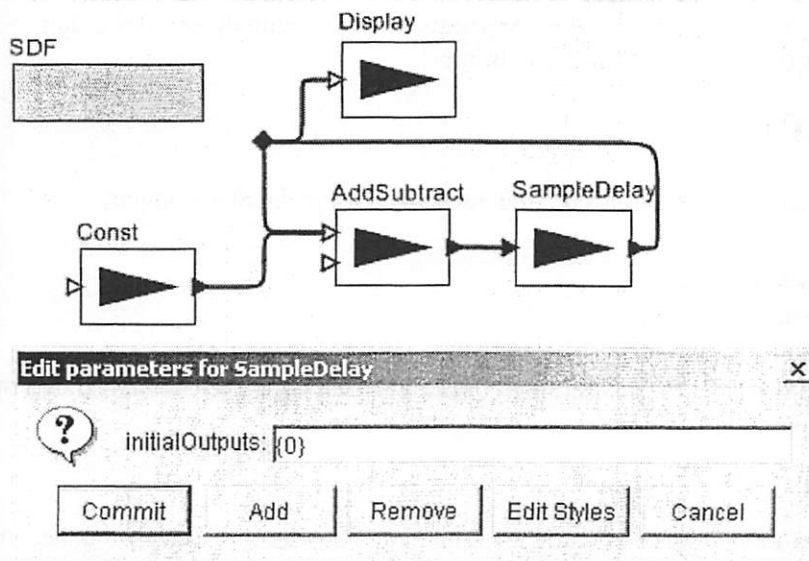 Display
SDF
AddSubtract
SampleDelay
Const
Edit parameters for SampleDelay
?
initialOutputs: {0}
Commit
Add
Remove
Edit Styles
Cancel